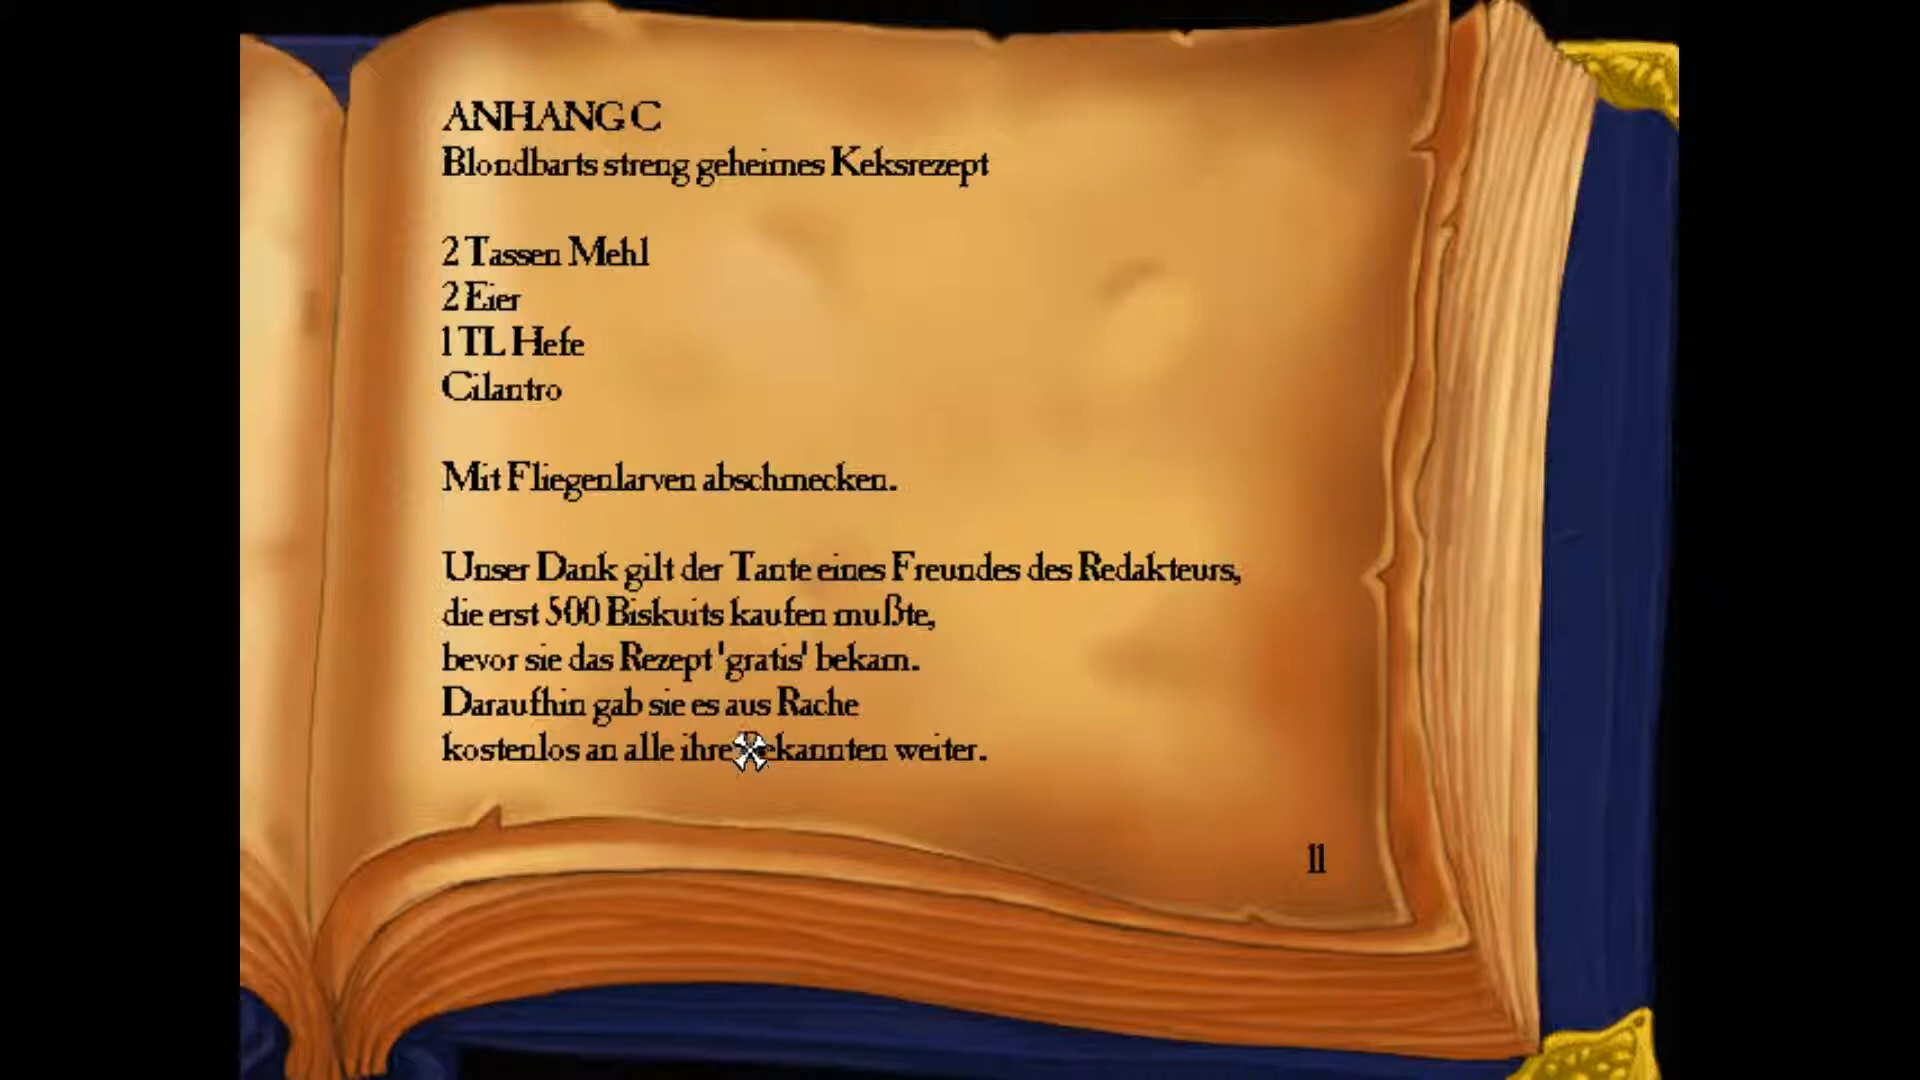 ANHANG C
Blondbarts streng geheimes Keksrezept
2 Tassen Mehl
2 Eier
1 TL Hefe
Cilantro
Mit Fliegenlarven abschmecken.
Unser Dank gilt der Tante eines Freundes des Redakteurs,
die erst 500 Biskuits kaufen mußte,
bevor sie das Rezept 'gratis' bekam.
Daraufhin gab sie es aus Rache
kostenlos an alle ihre Bekannten weiter.
11